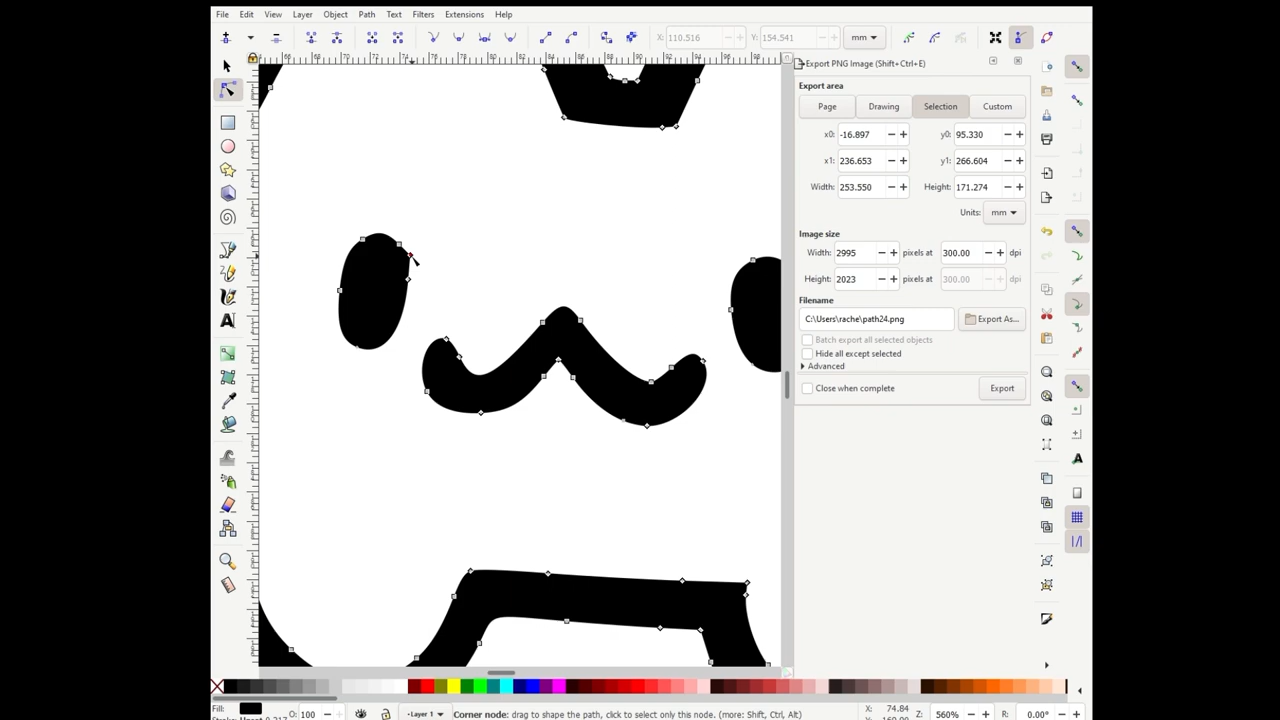 File Edit View Layer Object Path Text Filters Extensions Help
X: 110.516 Y: 154.541 mm
Export PNG Image (Shift+Ctrl+E)
Export area
Page Drawing Selection Custom
x0: -16.897 y0: 95.330
x1: 236.653 y1: 266.604
Width: 253.550 Height: 171.274
Units: mm
Image size
Width: 2995 pixels at 300.00 dpi
Height: 2023 pixels at 300.00 dpi
Filename
C:\Users\rache\path24.png Export As...
Batch export all selected objects
Hide all except selected
Advanced
Close when complete Export
Fill: O: 100 Layer 1 Corner node: drag to shape the path, click to select only this node. (more: Shift, Ctrl, Alt) X: 74.84 Z: 560% R: 0.00°